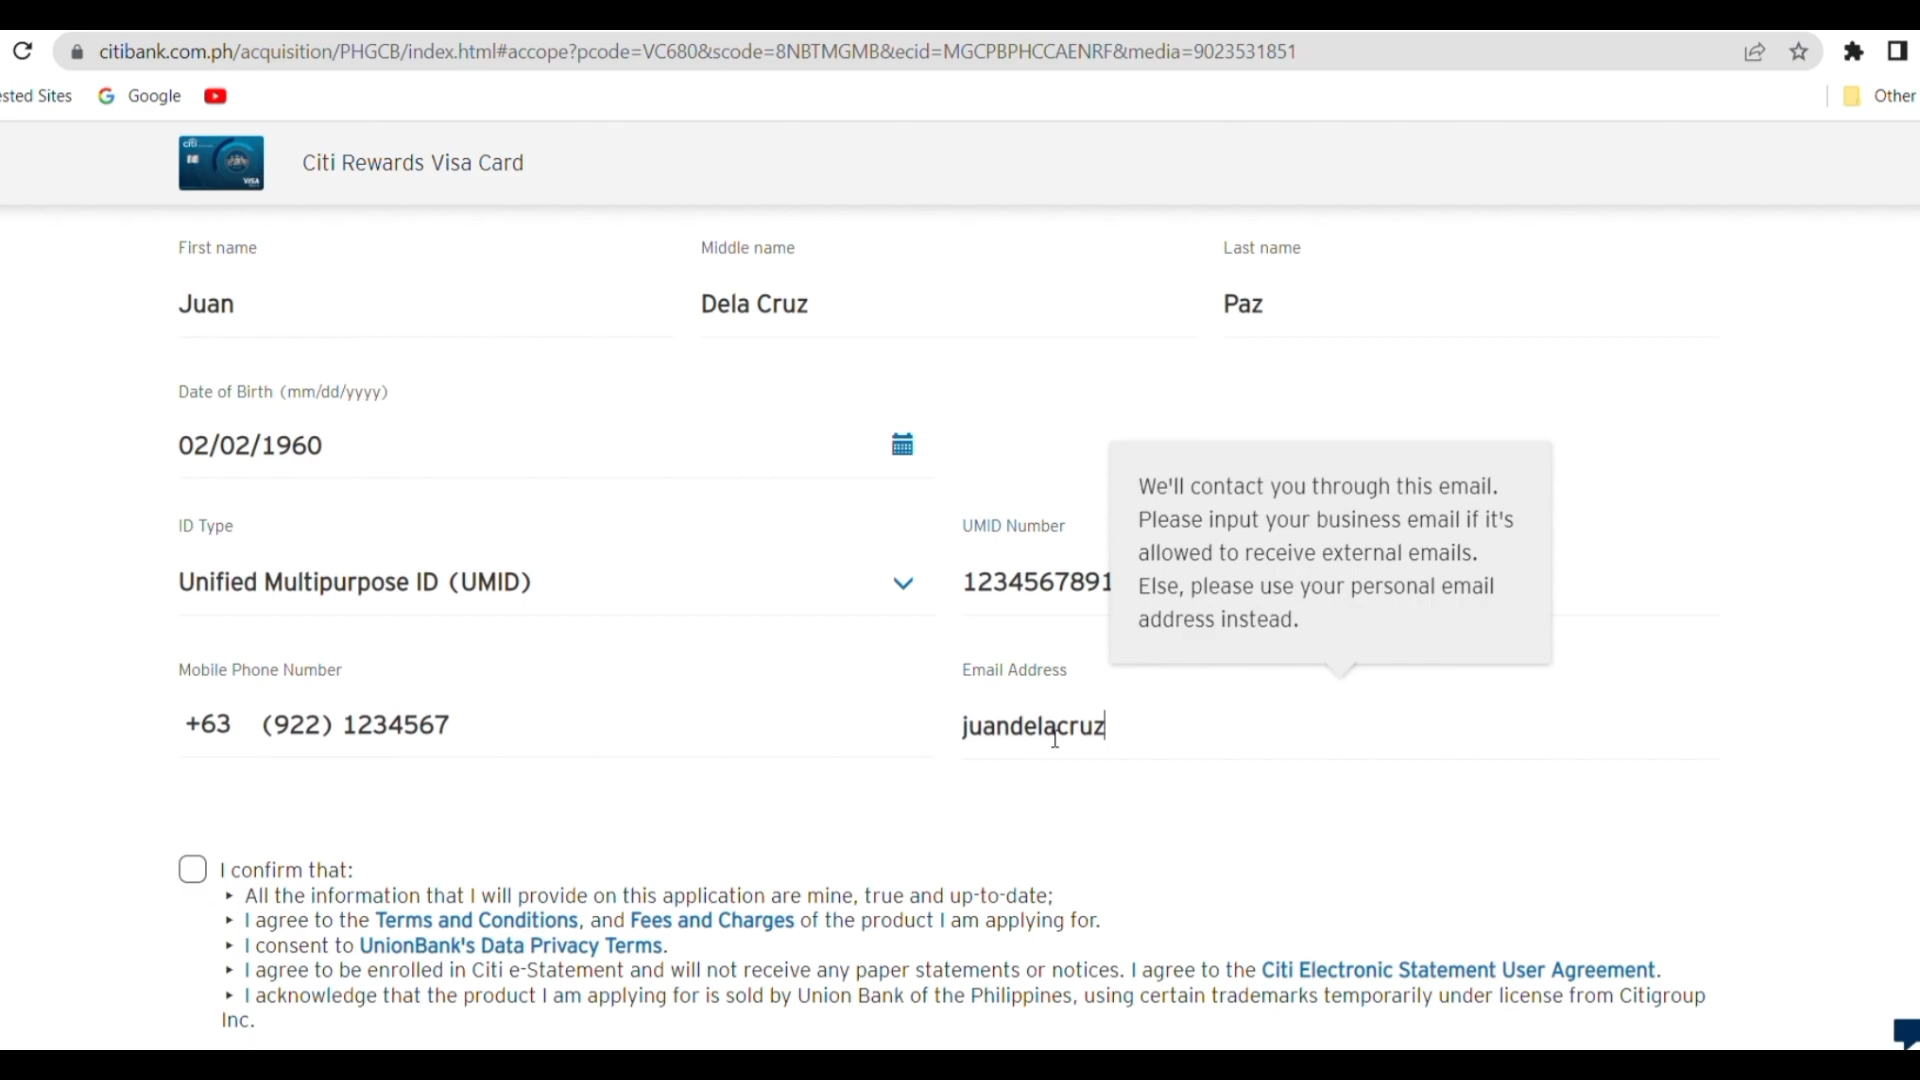 citibank.com.ph/acquisition/PHGCB/index.html#accope?pcode=VC680&scode=8NBTMGMB&ecid=MGCPBPHCCAENRF&media=9023531851
ested Sites Google Other
citi
VISA
Citi Rewards Visa Card
First name Middle name Last name
Juan Dela Cruz Paz
Date of Birth (mm/dd/yyyy)
02/02/1960
We'll contact you through this email.
Please input your business email if it's
allowed to receive external emails.
Else, please use your personal email
address instead.
ID Type UMID Number
Unified Multipurpose ID (UMID) 1234567891
Mobile Phone Number Email Address
+63 (922) 1234567 juandelacruz
I confirm that:
‣ All the information that I will provide on this application are mine, true and up-to-date;
‣ I agree to the Terms and Conditions, and Fees and Charges of the product I am applying for.
‣ I consent to UnionBank's Data Privacy Terms.
‣ I agree to be enrolled in Citi e-Statement and will not receive any paper statements or notices. I agree to the Citi Electronic Statement User Agreement.
‣ I acknowledge that the product I am applying for is sold by Union Bank of the Philippines, using certain trademarks temporarily under license from Citigroup
Inc.